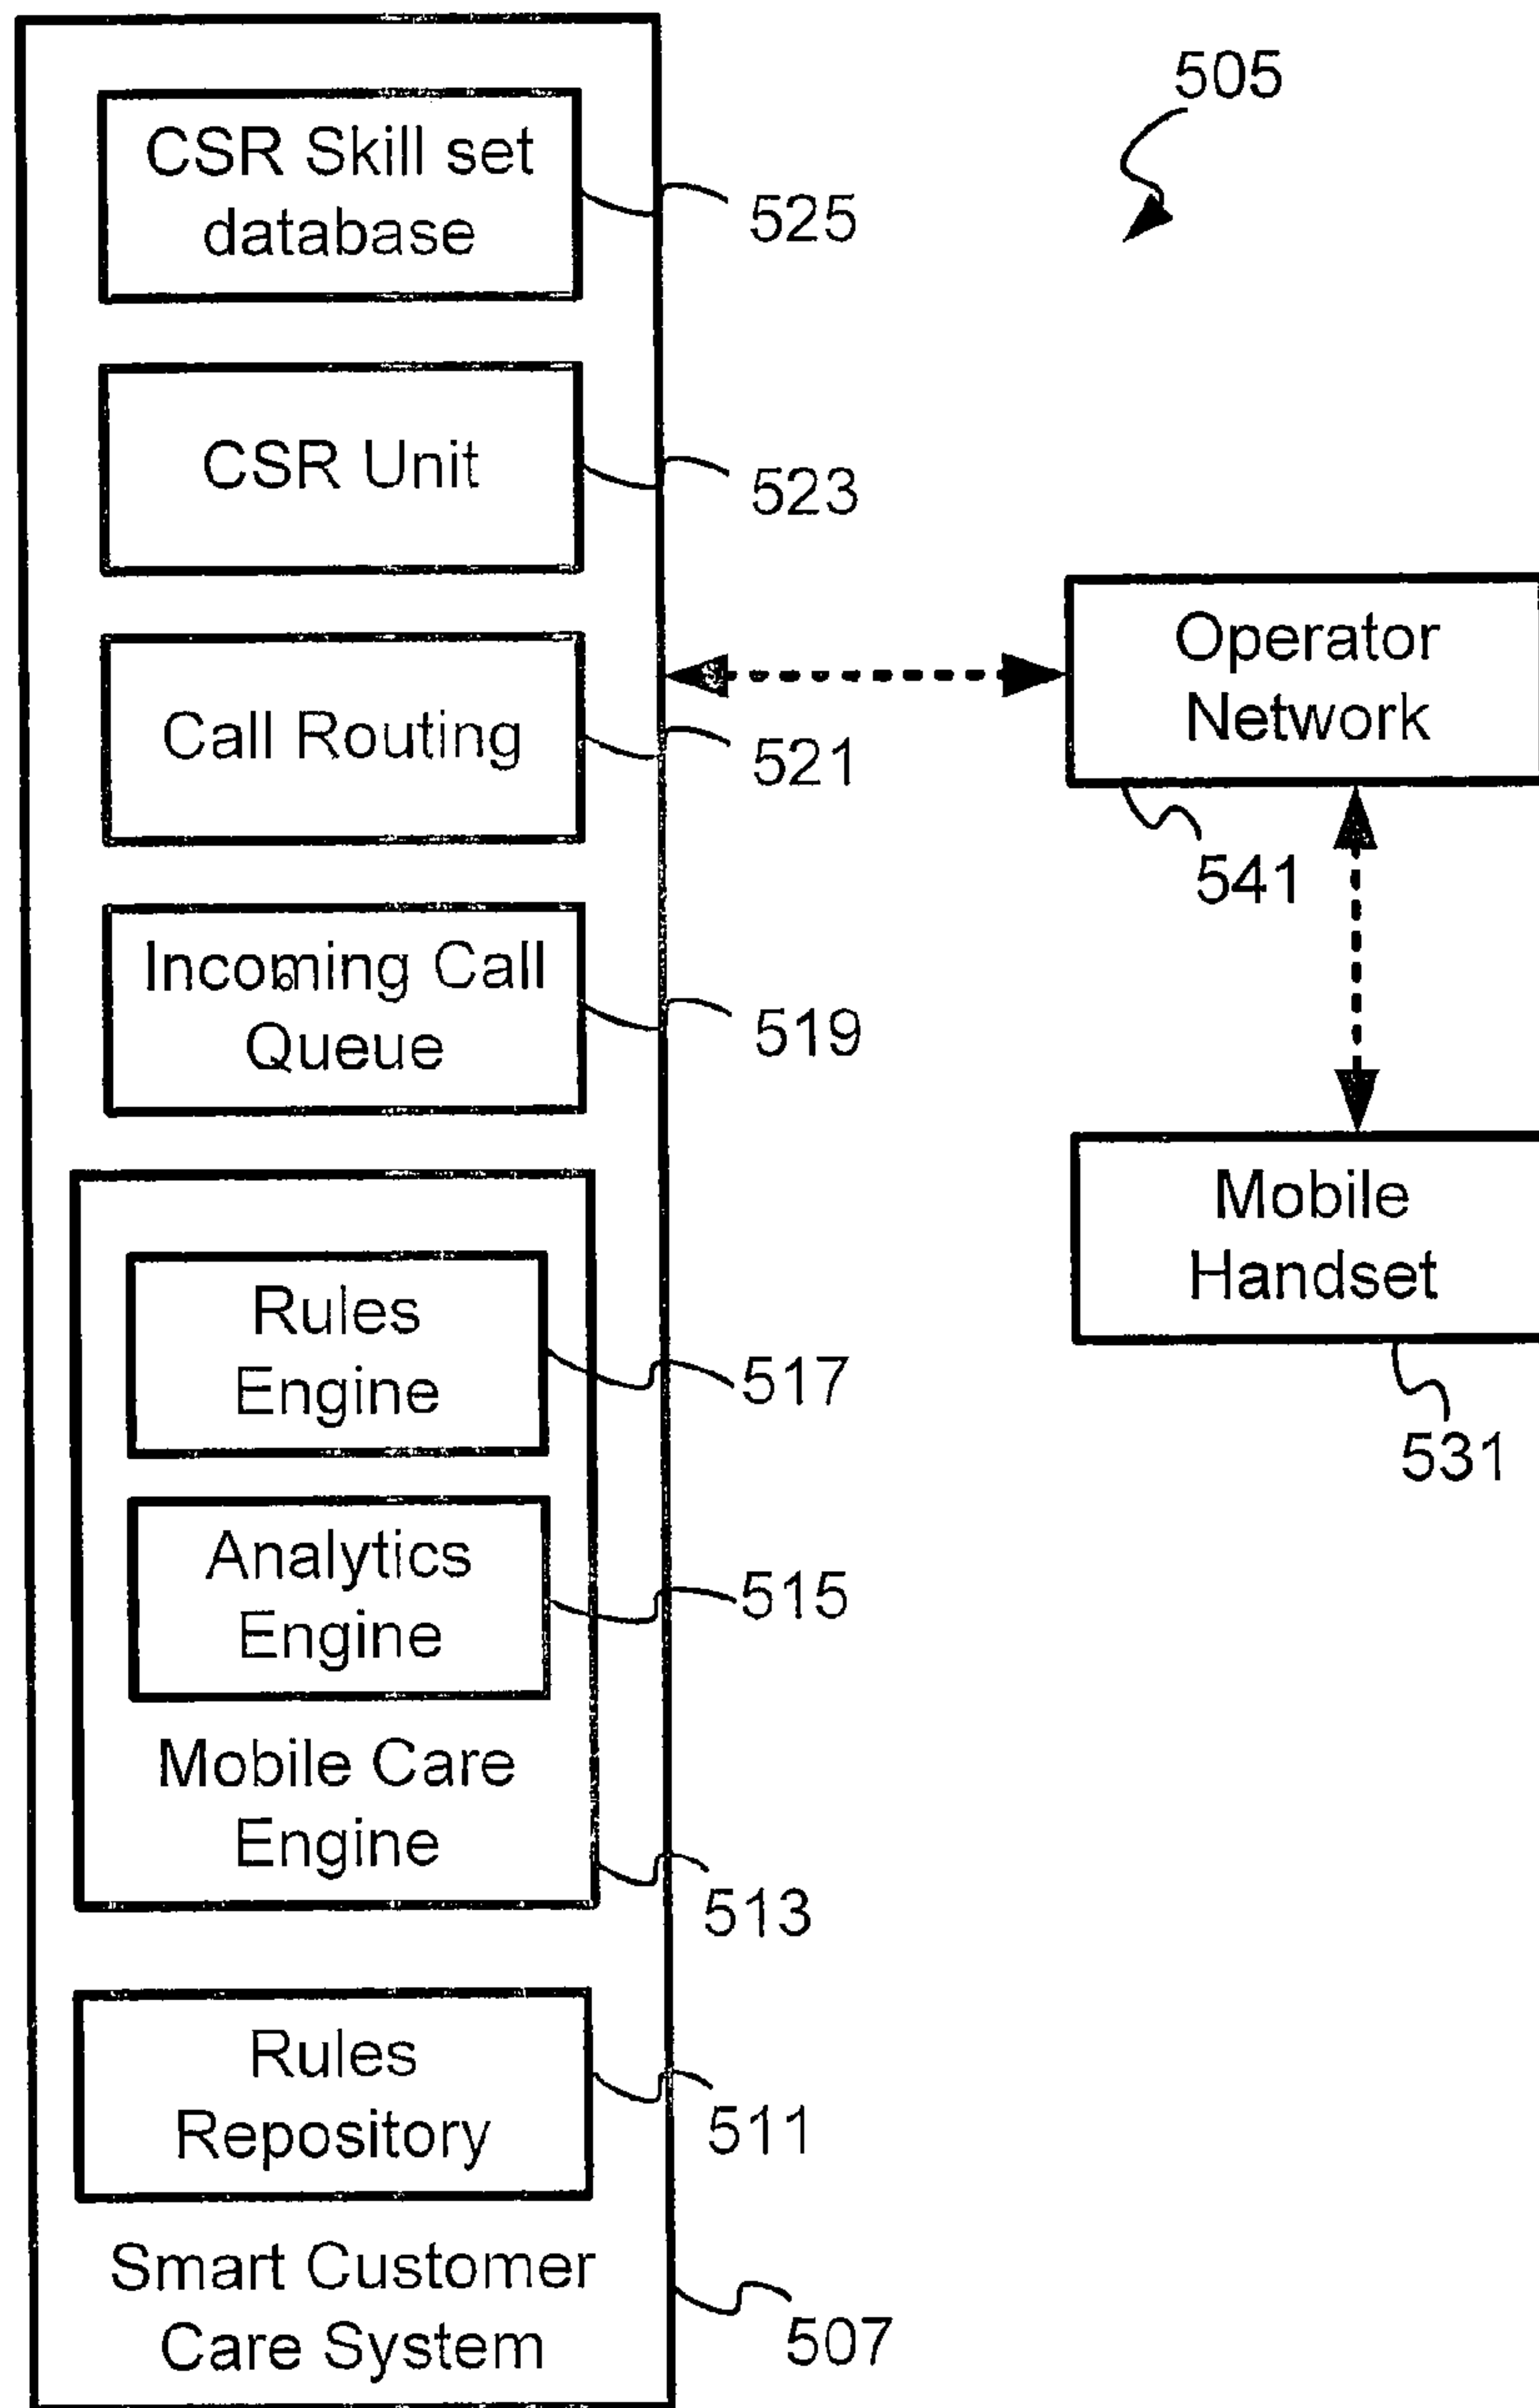 505
CSR Skill set
database
525
CSR Unit
523
Call Routing
521
Operator
Network
541
Incoming Call
Queue
519
Mobile
Handset
531
Rules
Engine
517
Analytics
Engine
515
Mobile Care
Engine
513
Rules
Repository
511
Smart Customer
Care System
507